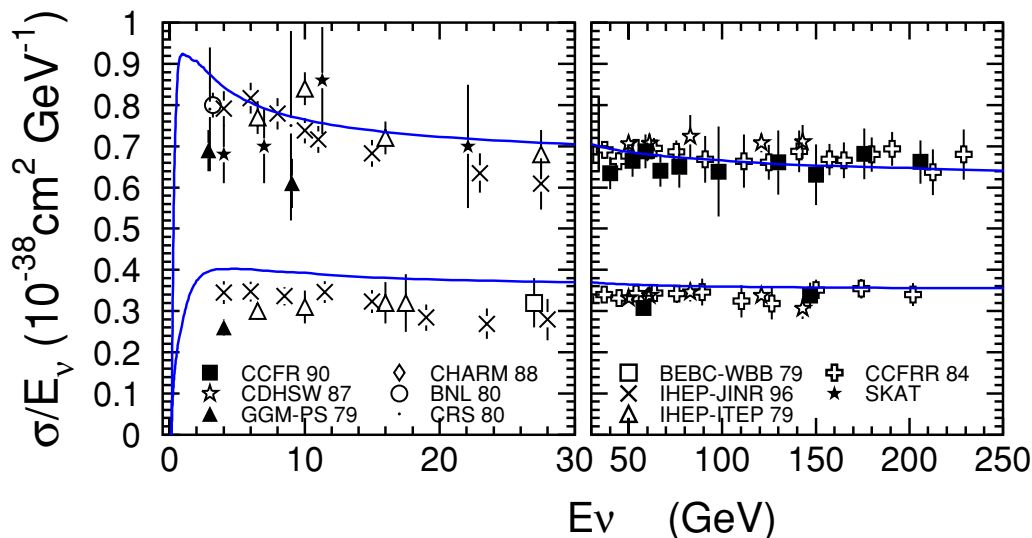 σ/Eν (10⁻³⁸cm² GeV⁻¹)
1
0.9
0.8
0.7
0.6
0.5
0.4
0.3
0.2
0.1
0
CCFR 90
CDHSW 87
GGM-PS 79
CHARM 88
BNL 80
CRS 80
BEBC-WBB 79
IHEP-JINR 96
IHEP-ITEP 79
CCFRR 84
SKAT
0 10 20 30 50 100 150 200 250
Eν (GeV)